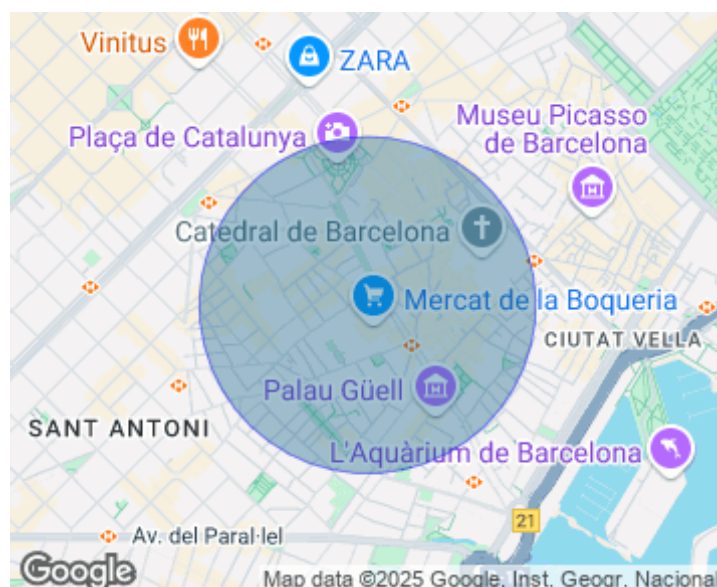 Vinitus
ZARA
Plaça de Catalunya
Museu Picasso
de Barcelona
Catedral de Barcelona
Mercat de la Boqueria
CIUTAT VELLA
Palau Güell
SANT ANTONI
L'Aquàrium de Barcelona
21
Av. del Paral·lel
Google
Map data ©2025 Google, Inst. Geogr. Nacional